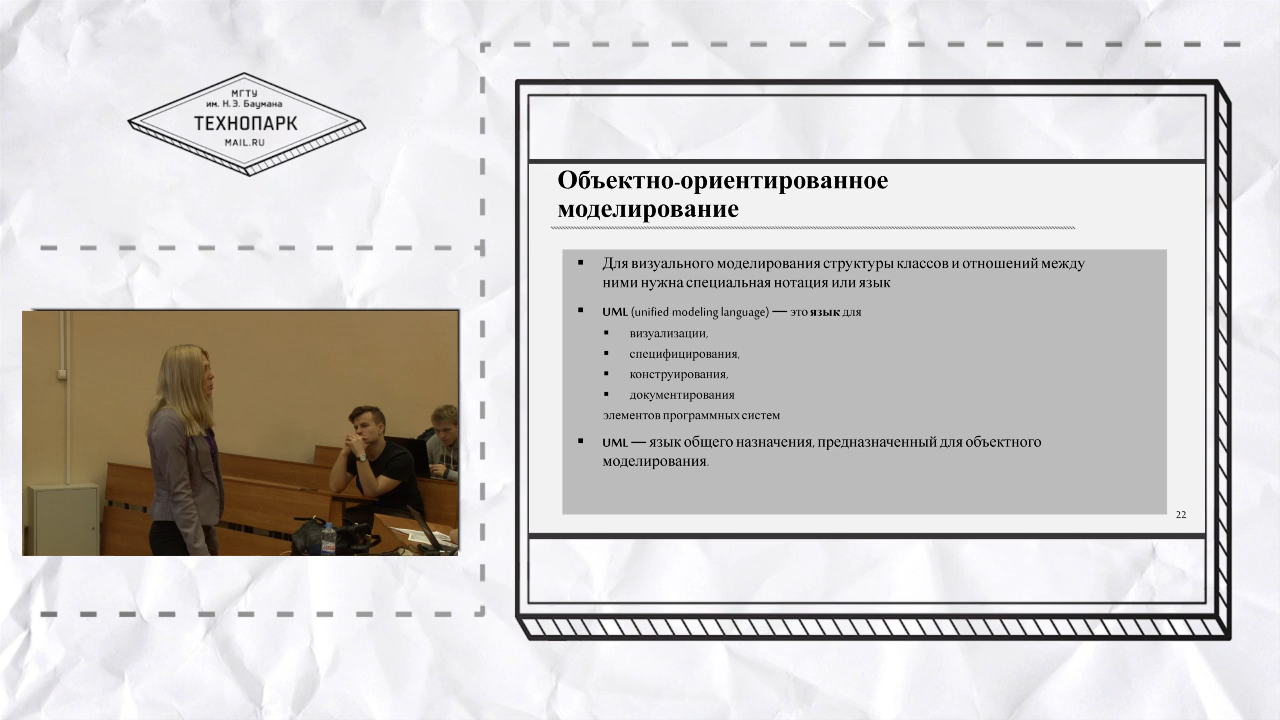 МГТУ
им. Н.Э. Баумана
ТЕХНОПАРК
MAIL.RU
Объектно-ориентированное
моделирование
Для визуального моделирования структуры классов и отношений между
ними нужна специальная нотация или язык
UML (unified modeling language) — это язык для
визуализации,
специфицирования,
конструирования,
документирования
элементов программных систем
UML — язык общего назначения, предназначенный для объектного
моделирования.
22